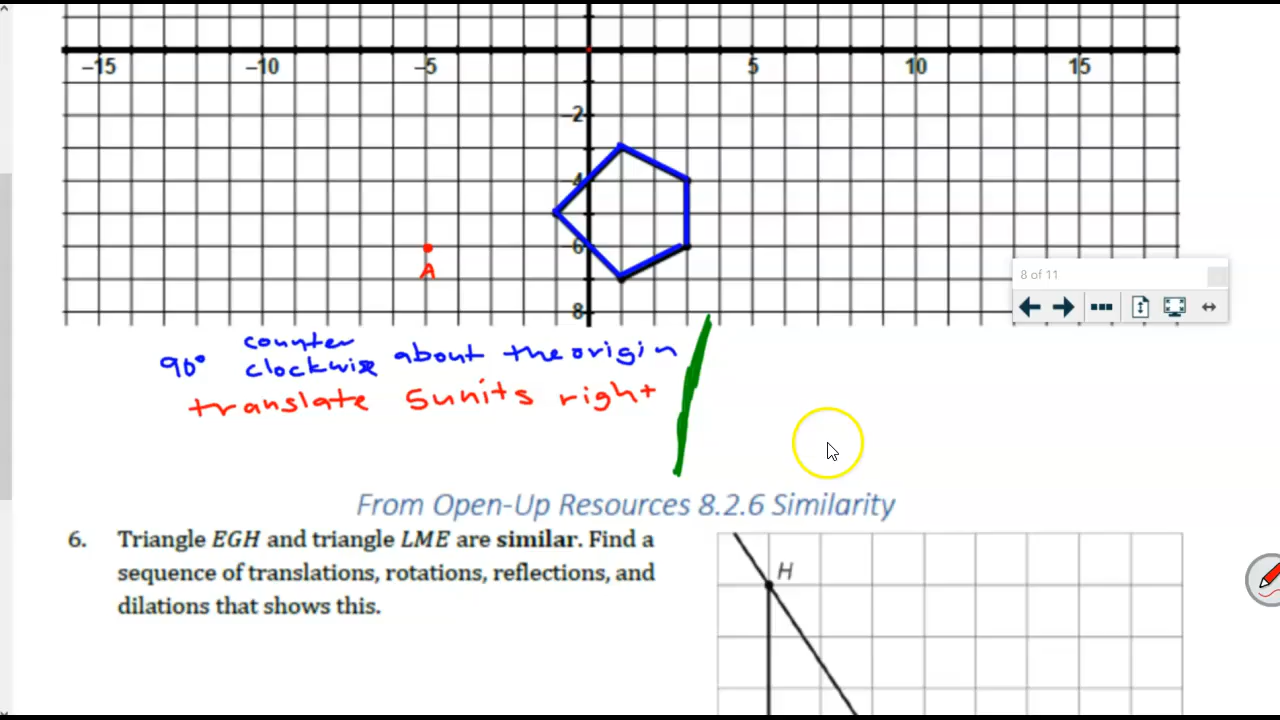 -15 -10 -5 5 10 15
-2
4
6
8
A
8 of 11
counter
90° clockwise about the origin
translate 5 units right
From Open-Up Resources 8.2.6 Similarity
6. Triangle EGH and triangle LME are similar. Find a
sequence of translations, rotations, reflections, and
dilations that shows this.
H